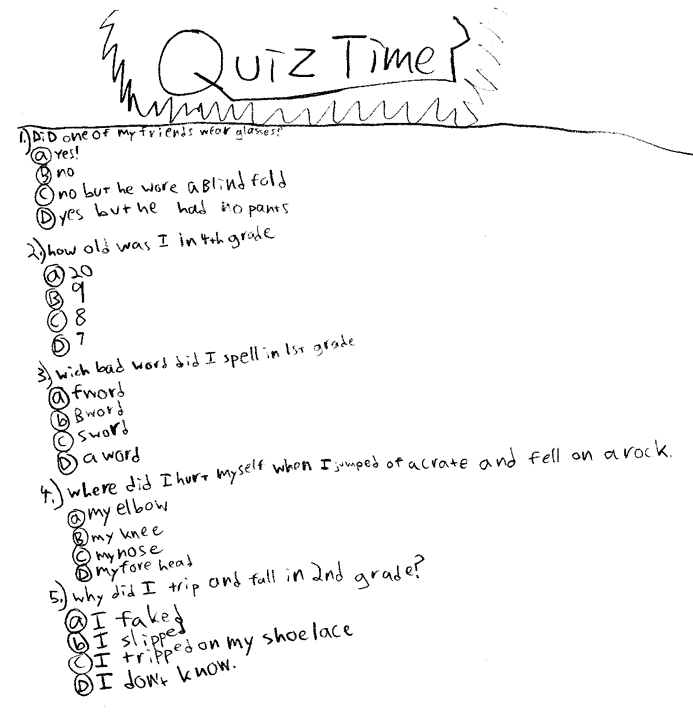 Quiz Time?
1.) DiD one of my friends wear glasses?
a yes!
B no
C no but he wore a Blind fold
D yes but he had no pants
2.) how old was I in 4th grade
a 20
B 9
C 8
D 7
3.) wich bad word did I spell in 1st grade
a fword
b Bword
C sword
D a word
4.) where did I hurt myself when I jumped of a crate and fell on a rock.
a my elbow
B my knee
C my nose
D my fore head
5.) why did I trip and fall in 2nd grade?
a I faked
b I slipped
C I tripped on my shoelace
D I dont know.